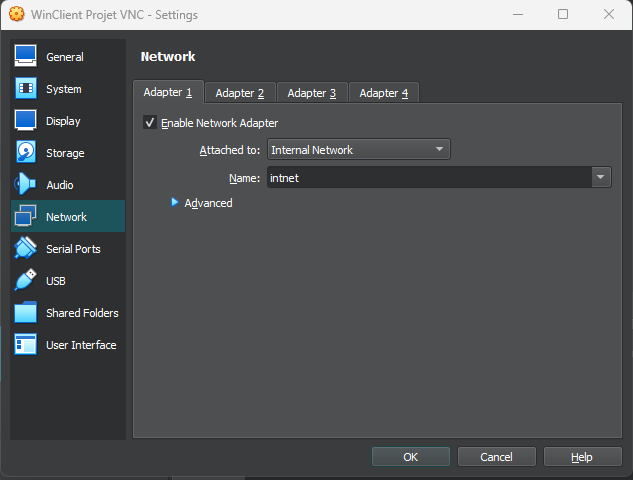 WinClient Projet VNC - Settings
General
System
Display
Storage
Audio
Network
Serial Ports
USB
Shared Folders
User Interface
Network
Adapter 1 Adapter 2 Adapter 3 Adapter 4
Enable Network Adapter
Attached to: Internal Network
Name: intnet
Advanced
OK Cancel Help